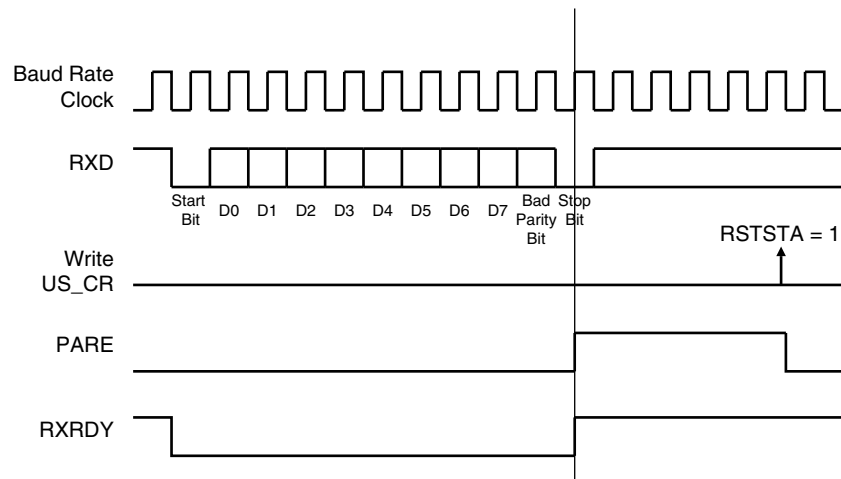 Baud Rate
Clock
RXD
Start
Bit
D0
D1
D2
D3
D4
D5
D6
D7
Bad
Parity
Bit
Stop
Bit
RSTSTA = 1
Write
US_CR
PARE
RXRDY